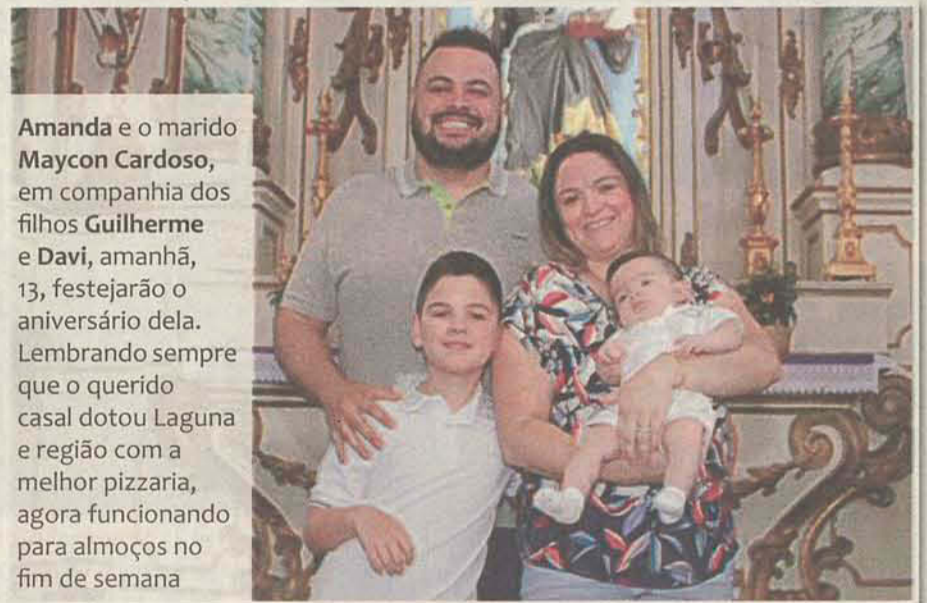 Amanda e o marido
Maycon Cardoso,
em companhia dos
filhos Guilherme
e Davi, amanhã,
13, festejarão o
aniversário dela.
Lembrando sempre
que o querido
casal dotou Laguna
e região com a
melhor pizzaria,
agora funcionando
para almoços no
fim de semana